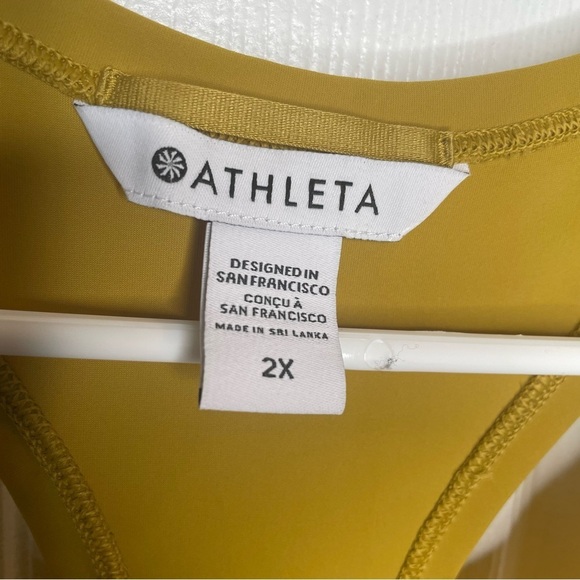 ATHLETA
DESIGNED IN
SAN FRANCISCO
CONÇU À
SAN FRANCISCO
MADE IN SRI LANKA
2X